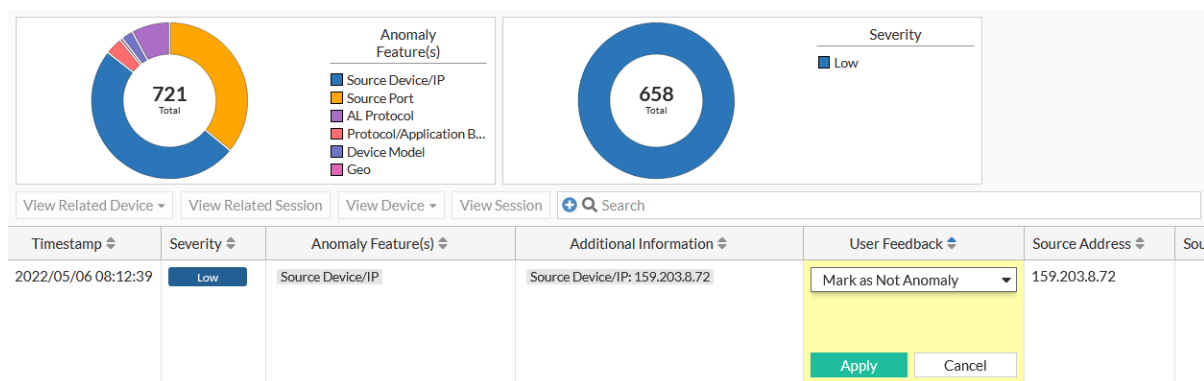 721
Total
Anomaly
Feature(s)
Source Device/IP
Source Port
AL Protocol
Protocol/Application B...
Device Model
Geo
658
Total
Severity
Low
View Related Device
View Related Session
View Device
View Session
Search
Timestamp
Severity
Anomaly Feature(s)
Additional Information
User Feedback
Source Address
Sou
2022/05/06 08:12:39
Low
Source Device/IP
Source Device/IP: 159.203.8.72
Mark as Not Anomaly
159.203.8.72
Apply
Cancel